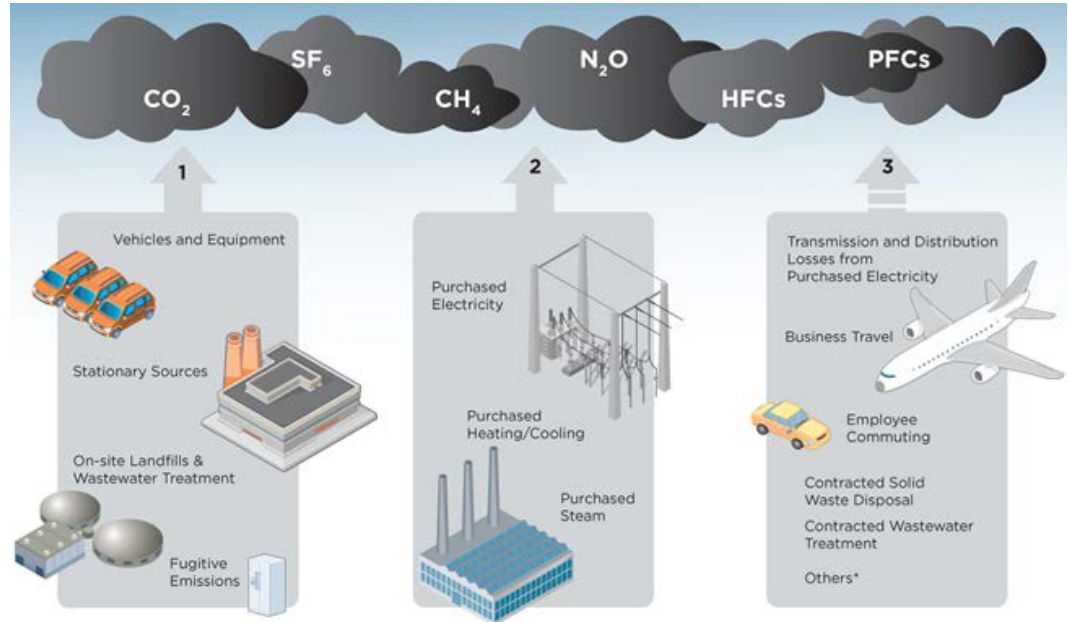 SF₆
N₂O
PFCs
CO₂
CH₄
HFCs
1
Vehicles and Equipment
Stationary Sources
On-site Landfills &
Wastewater Treatment
Fugitive
Emissions
2
Purchased
Electricity
Purchased
Heating/Cooling
Purchased
Steam
3
Transmission and Distribution
Losses from
Purchased Electricity
Business Travel
Employee
Commuting
Contracted Solid
Waste Disposal
Contracted Wastewater
Treatment
Others*